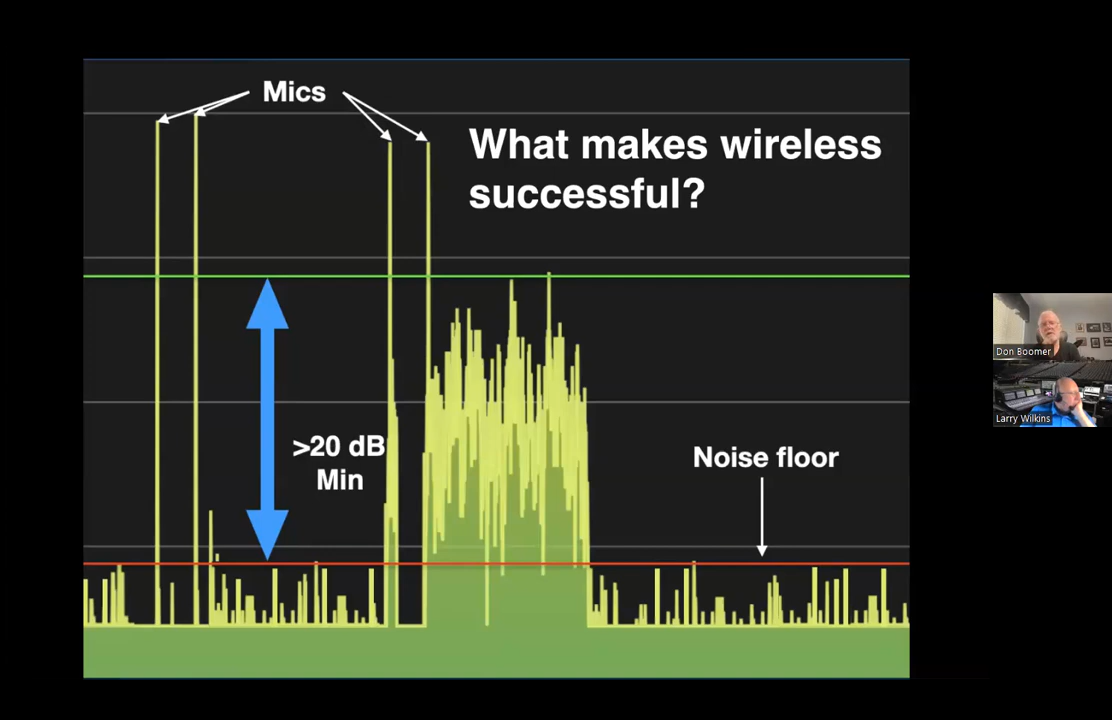 Mics
What makes wireless
successful?
>20 dB
Min
Noise floor
Don Boomer
Larry Wilkins